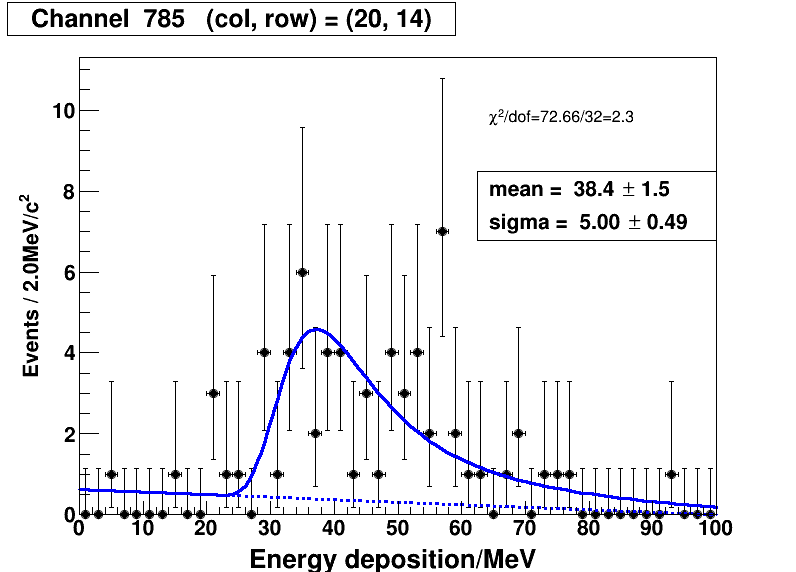 Channel 785 (col, row) = (20, 14)
χ²/dof=72.66/32=2.3
mean = 38.4 ± 1.5
sigma = 5.00 ± 0.49
Events / 2.0MeV/c²
10
8
6
4
2
0
0 10 20 30 40 50 60 70 80 90 100
Energy deposition/MeV